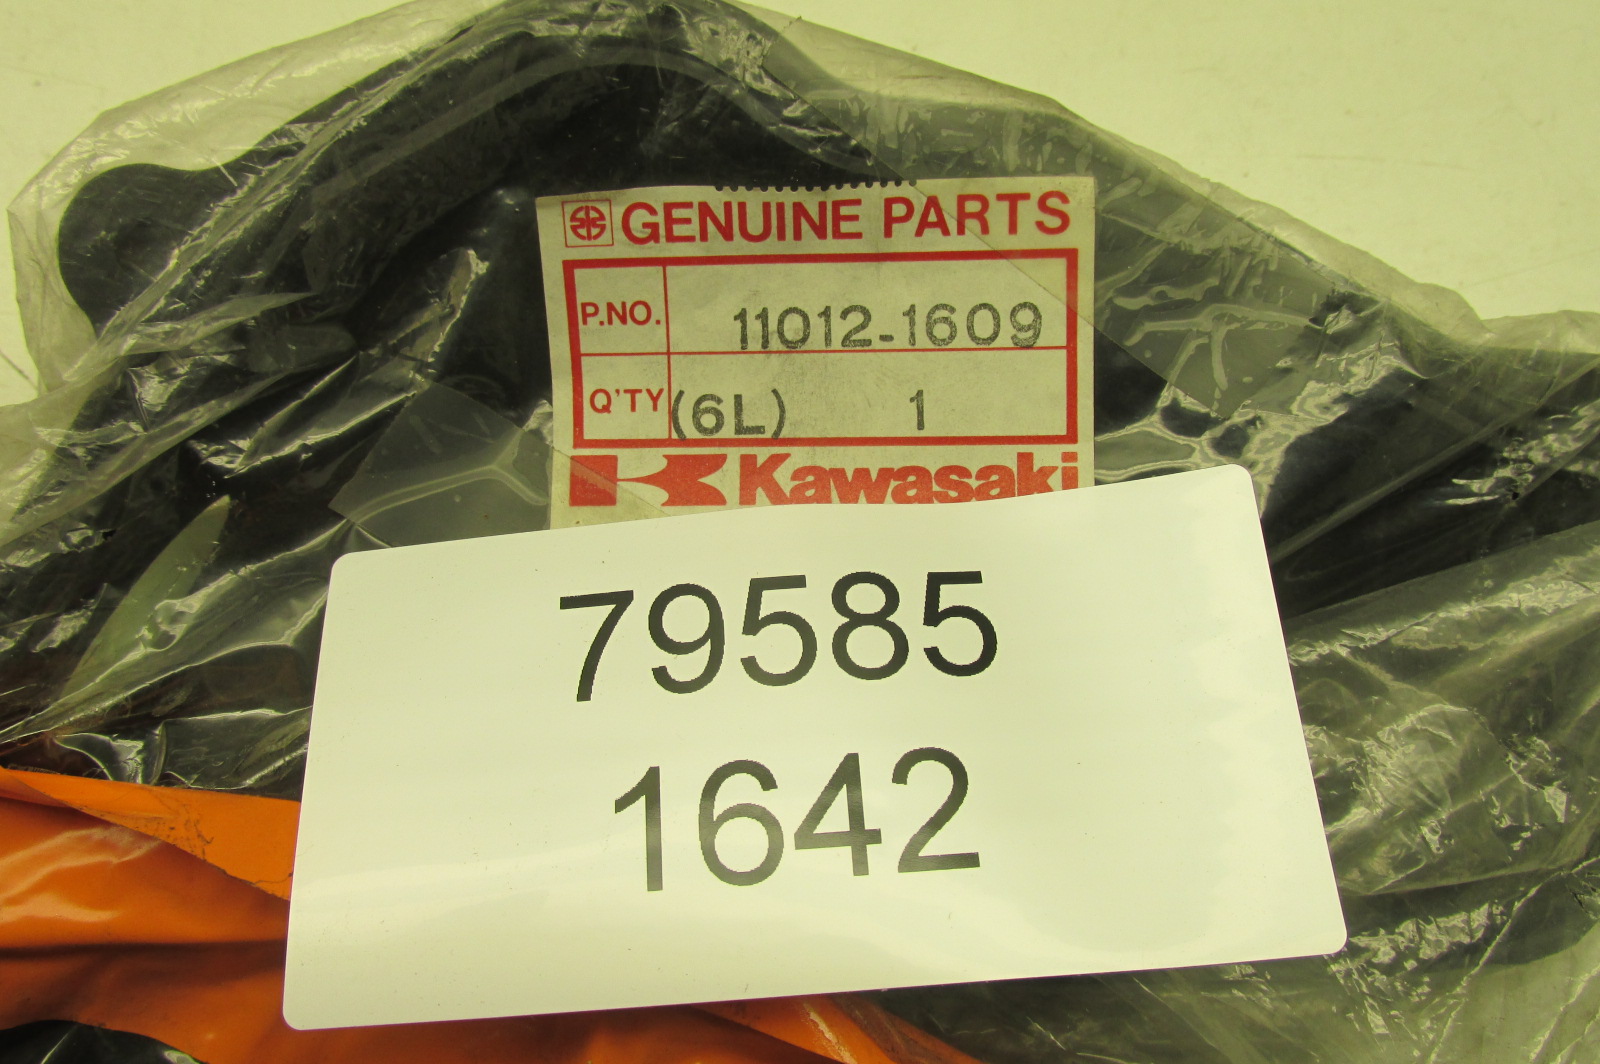 GENUINE PARTS
P.NO. 11012-1609
Q'TY (6L) 1
Kawasaki
79585
1642